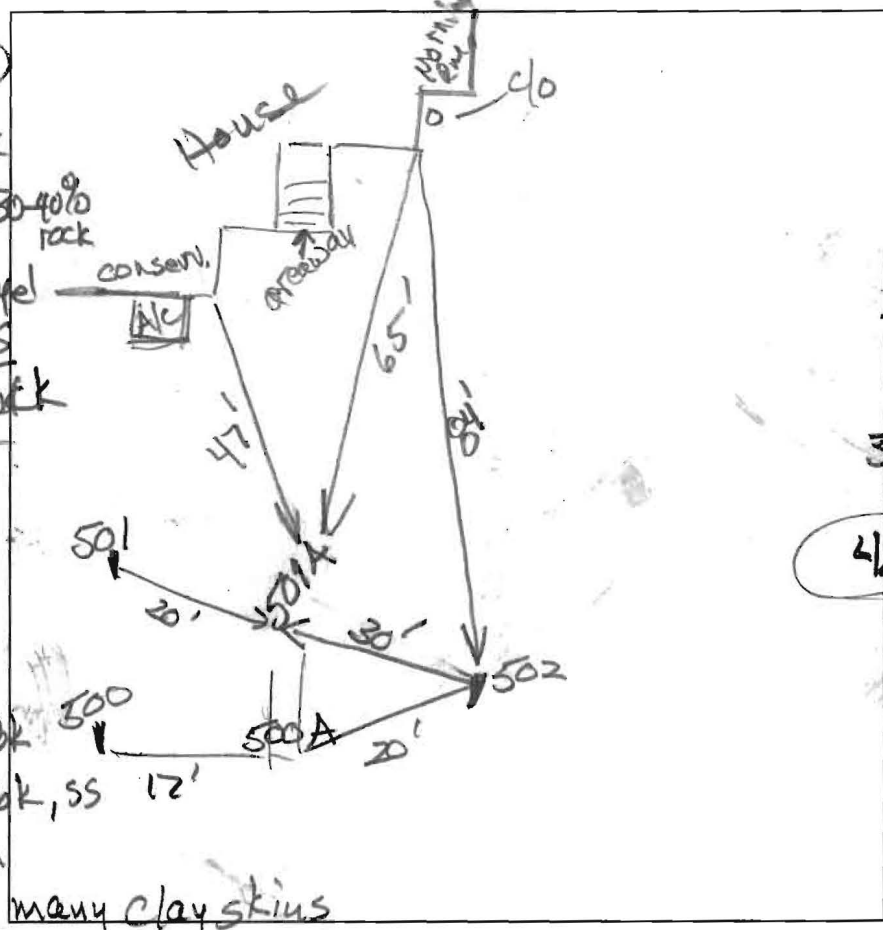 c/o
House
30-40%
rock
conserv.
areaway
A/C
65'
47'
501
501A
20'
30'
502
500
500A
20'
12'
ok, ss
many clay skins